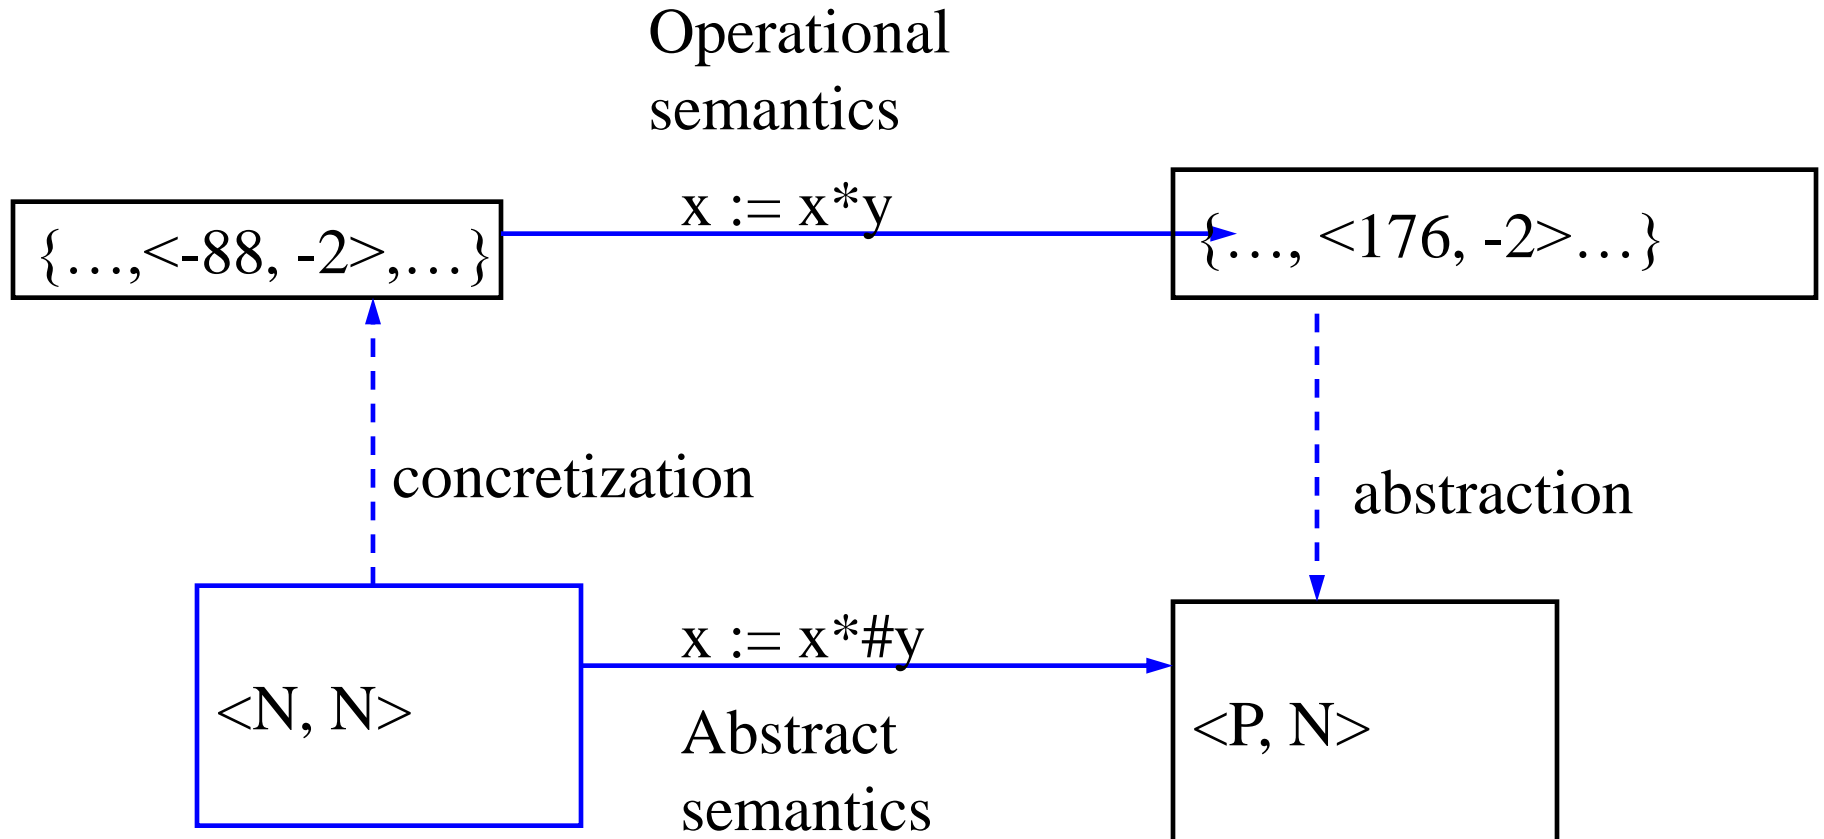 Operational
semantics
x := x*y
{…,<-88, -2>,…}
{…, <176, -2>…}
concretization
abstraction
x := x*#y
<N, N>
<P, N>
Abstract
semantics